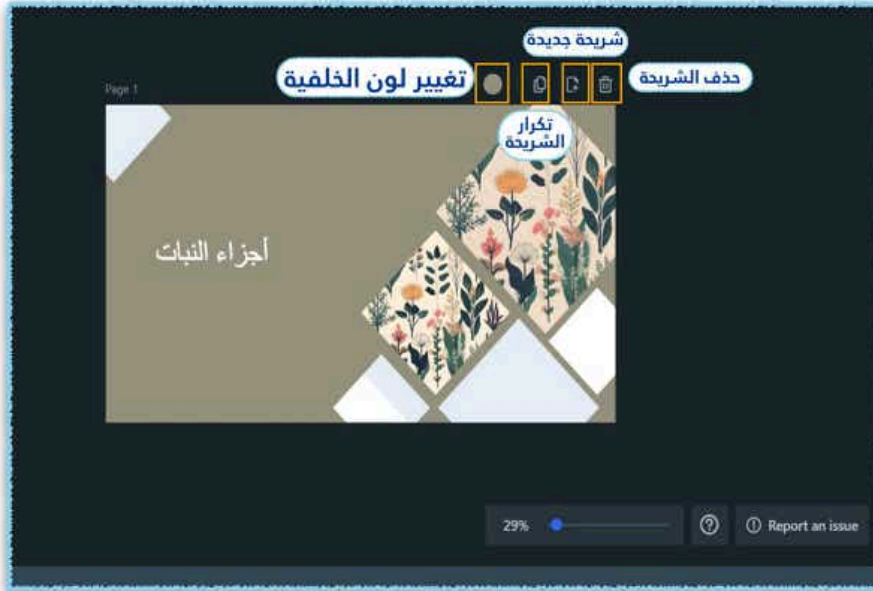 شريحة جديدة
حذف الشريحة
تغيير لون الخلفية
Page 1
تكرار
الشريحة
أجزاء النبات
29%
Report an issue